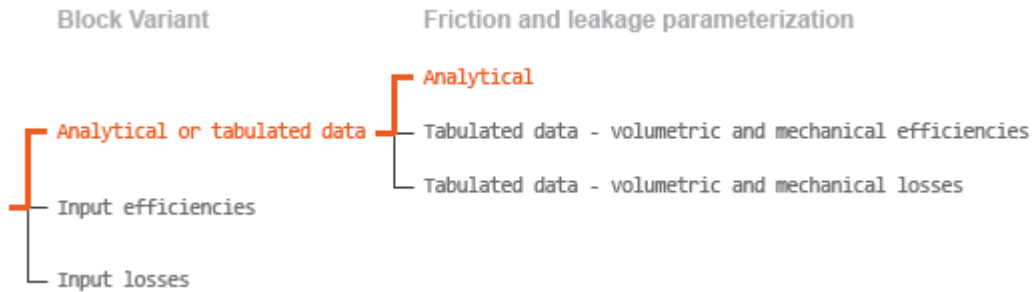 Block Variant
Friction and leakage parameterization
Analytical
Analytical or tabulated data
Tabulated data - volumetric and mechanical efficiencies
Tabulated data - volumetric and mechanical losses
Input efficiencies
Input losses